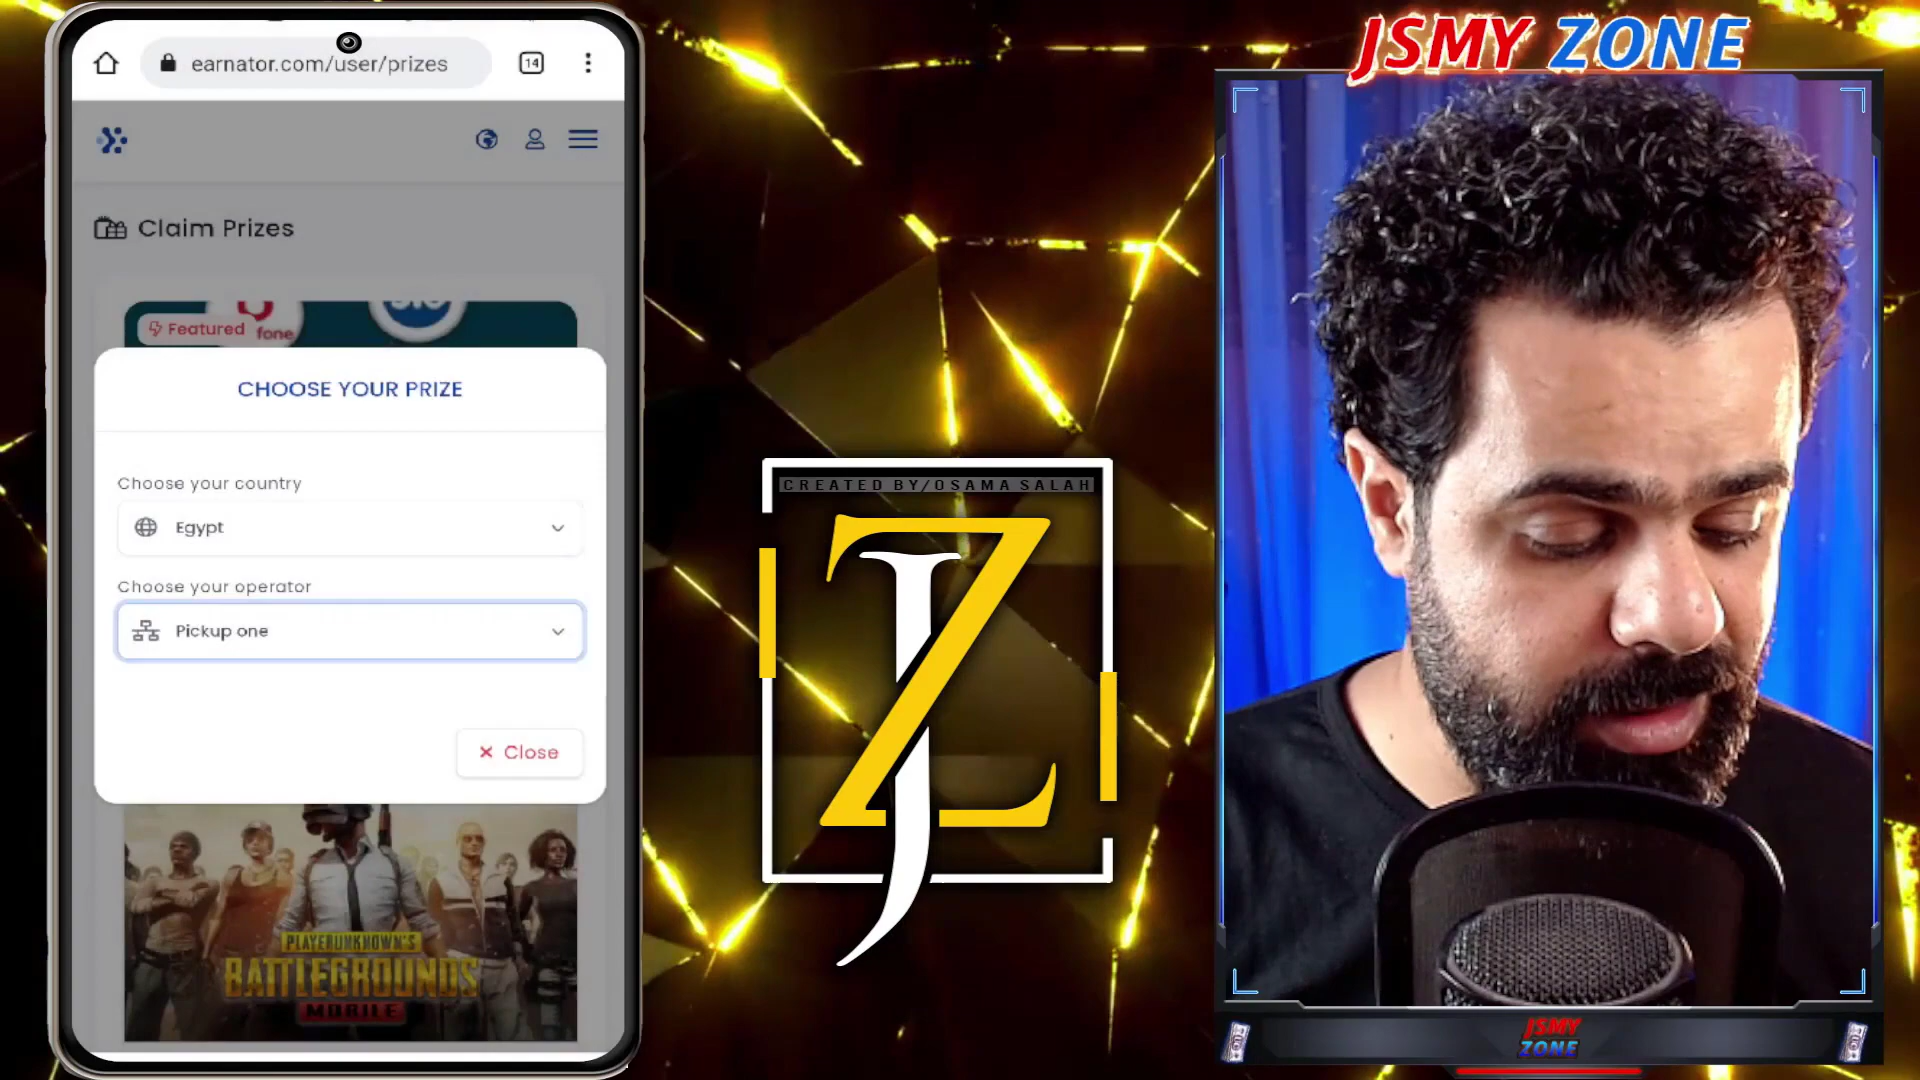 earnator.com/user/prizes
14
Claim Prizes
Featured
fone
CHOOSE YOUR PRIZE
Choose your country
Egypt
Choose your operator
Pickup one
Close
PLAYERUNKNOWN'S
BATTLEGROUNDS
MOBILE
CREATED BY/OSAMA SALAH
JZ
JSMY ZONE
JSMY
ZONE